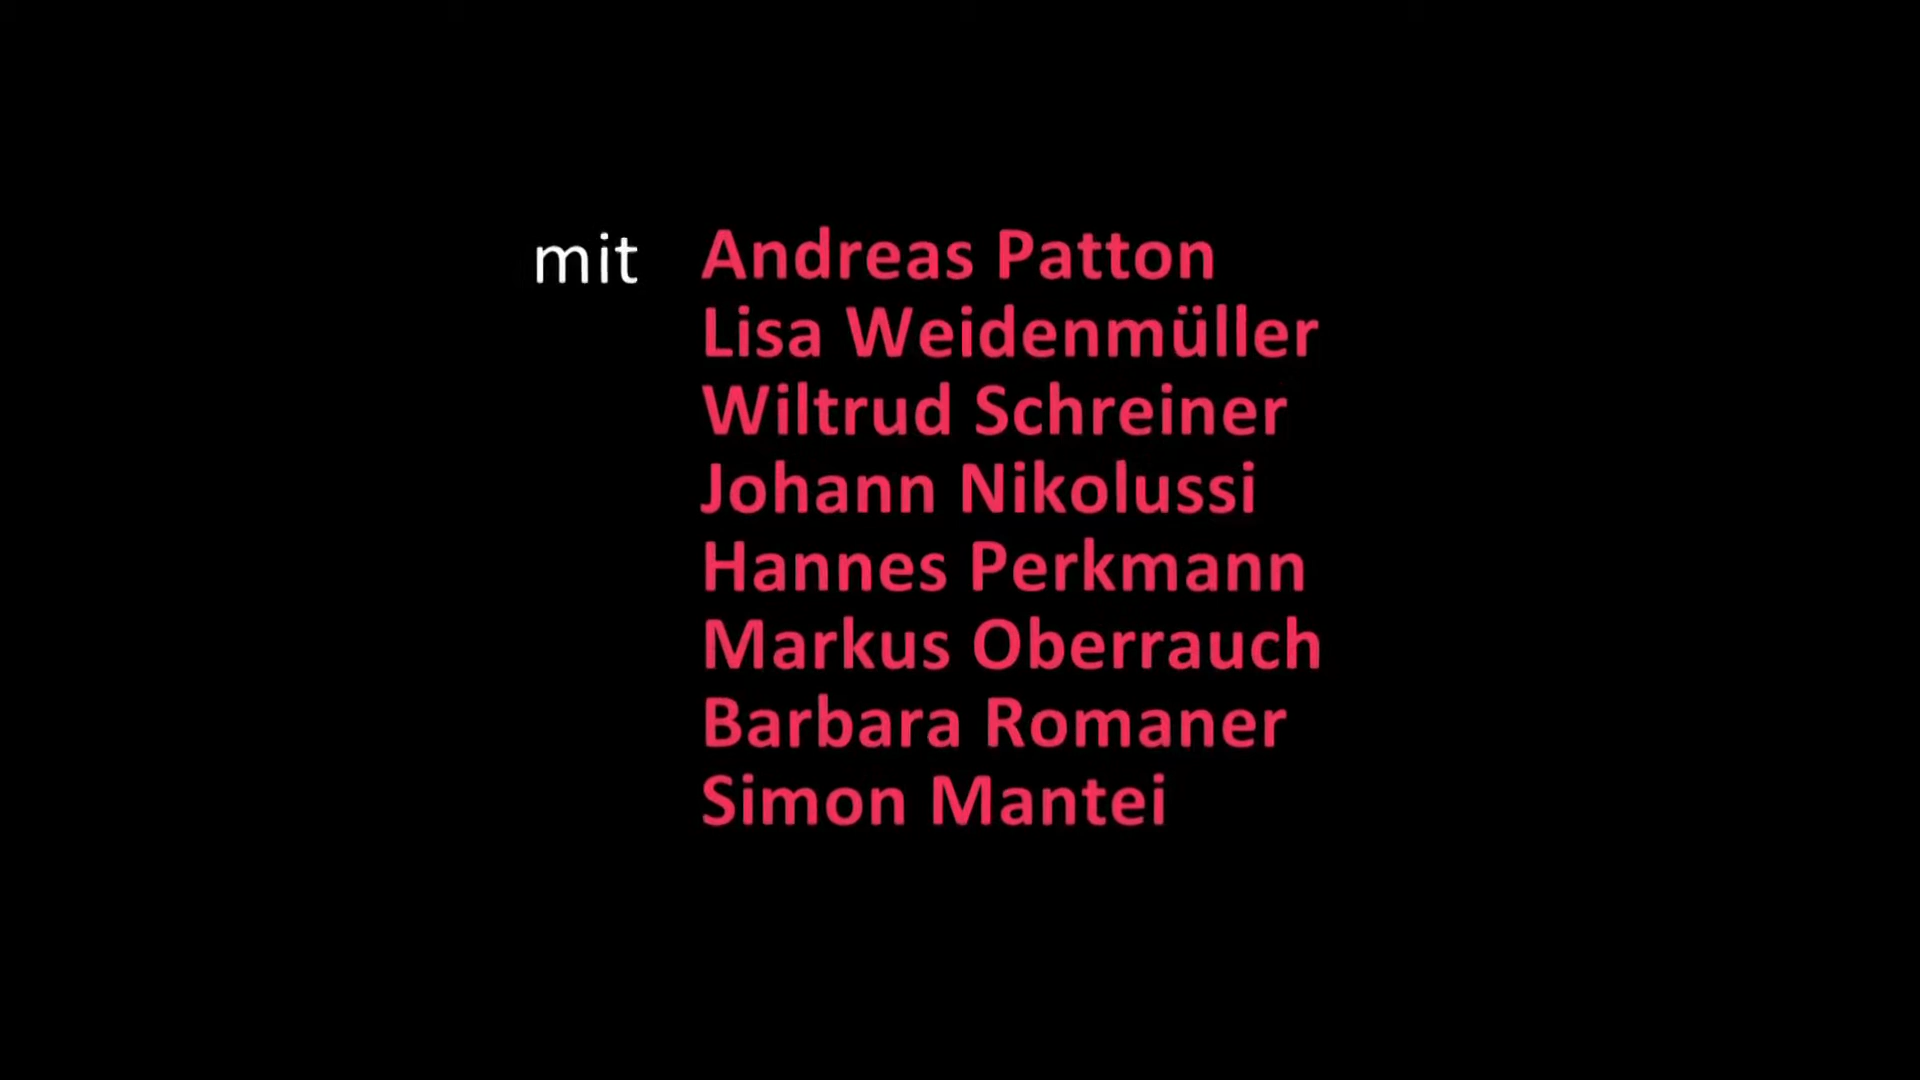 mit Andreas Patton
Lisa Weidenmüller
Wiltrud Schreiner
Johann Nikolussi
Hannes Perkmann
Markus Oberrauch
Barbara Romaner
Simon Mantei